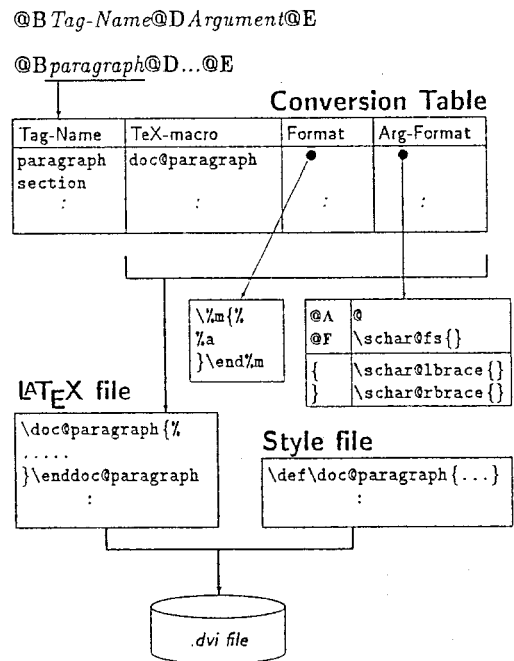 @B Tag-Name@D Argument@E
@B paragraph@D...@E
Conversion Table
Tag-Name TeX-macro Format Arg-Format
paragraph doc@paragraph
section
: : : :
\%m{%
%a
}\end%m
@A @
@F \schar@fs{}
{ \schar@lbrace{}
} \schar@rbrace{}
LATEX file
\doc@paragraph{%
.....
}\enddoc@paragraph
:
Style file
\def\doc@paragraph{...}
:
.dvi file